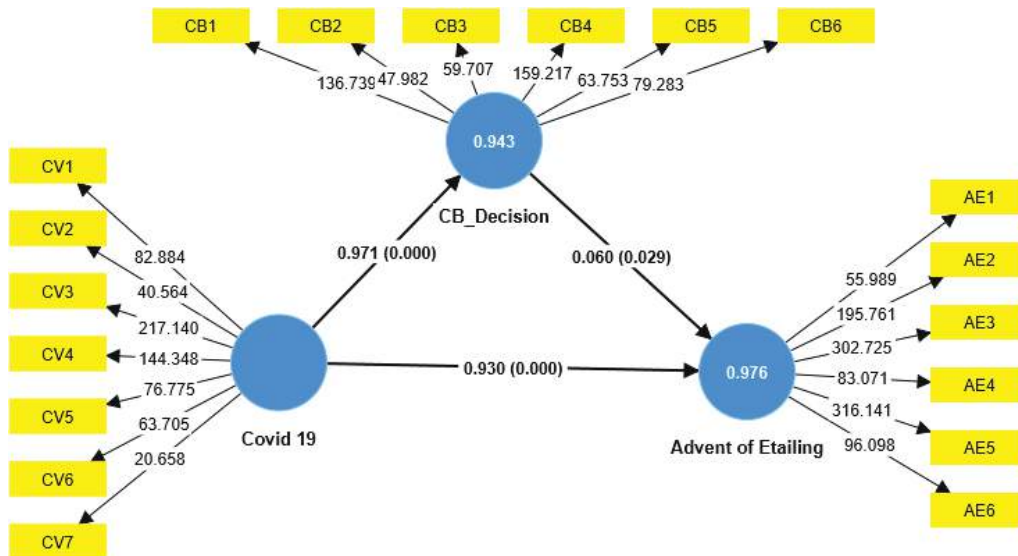 CB1
CB2
CB3
CB4
CB5
CB6
136.739
47.982
59.707
159.217
63.753
79.283
0.943
CB_Decision
CV1
CV2
CV3
CV4
CV5
CV6
CV7
82.884
40.564
217.140
144.348
76.775
63.705
20.658
Covid 19
0.971 (0.000)
0.060 (0.029)
0.930 (0.000)
0.976
Advent of Etailing
55.989
195.761
302.725
83.071
316.141
96.098
AE1
AE2
AE3
AE4
AE5
AE6